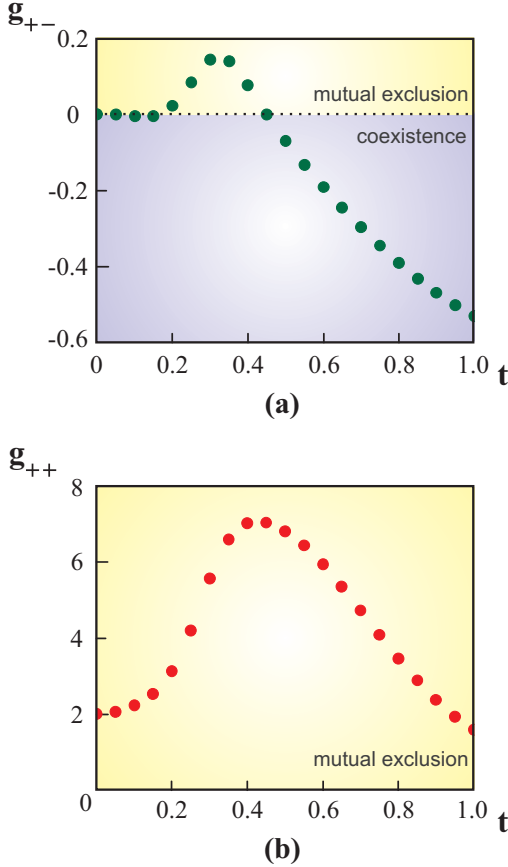 g+−
0.2
mutual exclusion
0
coexistence
-0.2
-0.4
-0.6
0 0.2 0.4 0.6 0.8 1.0
t
(a)
g++
8
6
4
2
mutual exclusion
0
0.2 0.4 0.6 0.8 1.0
t
(b)